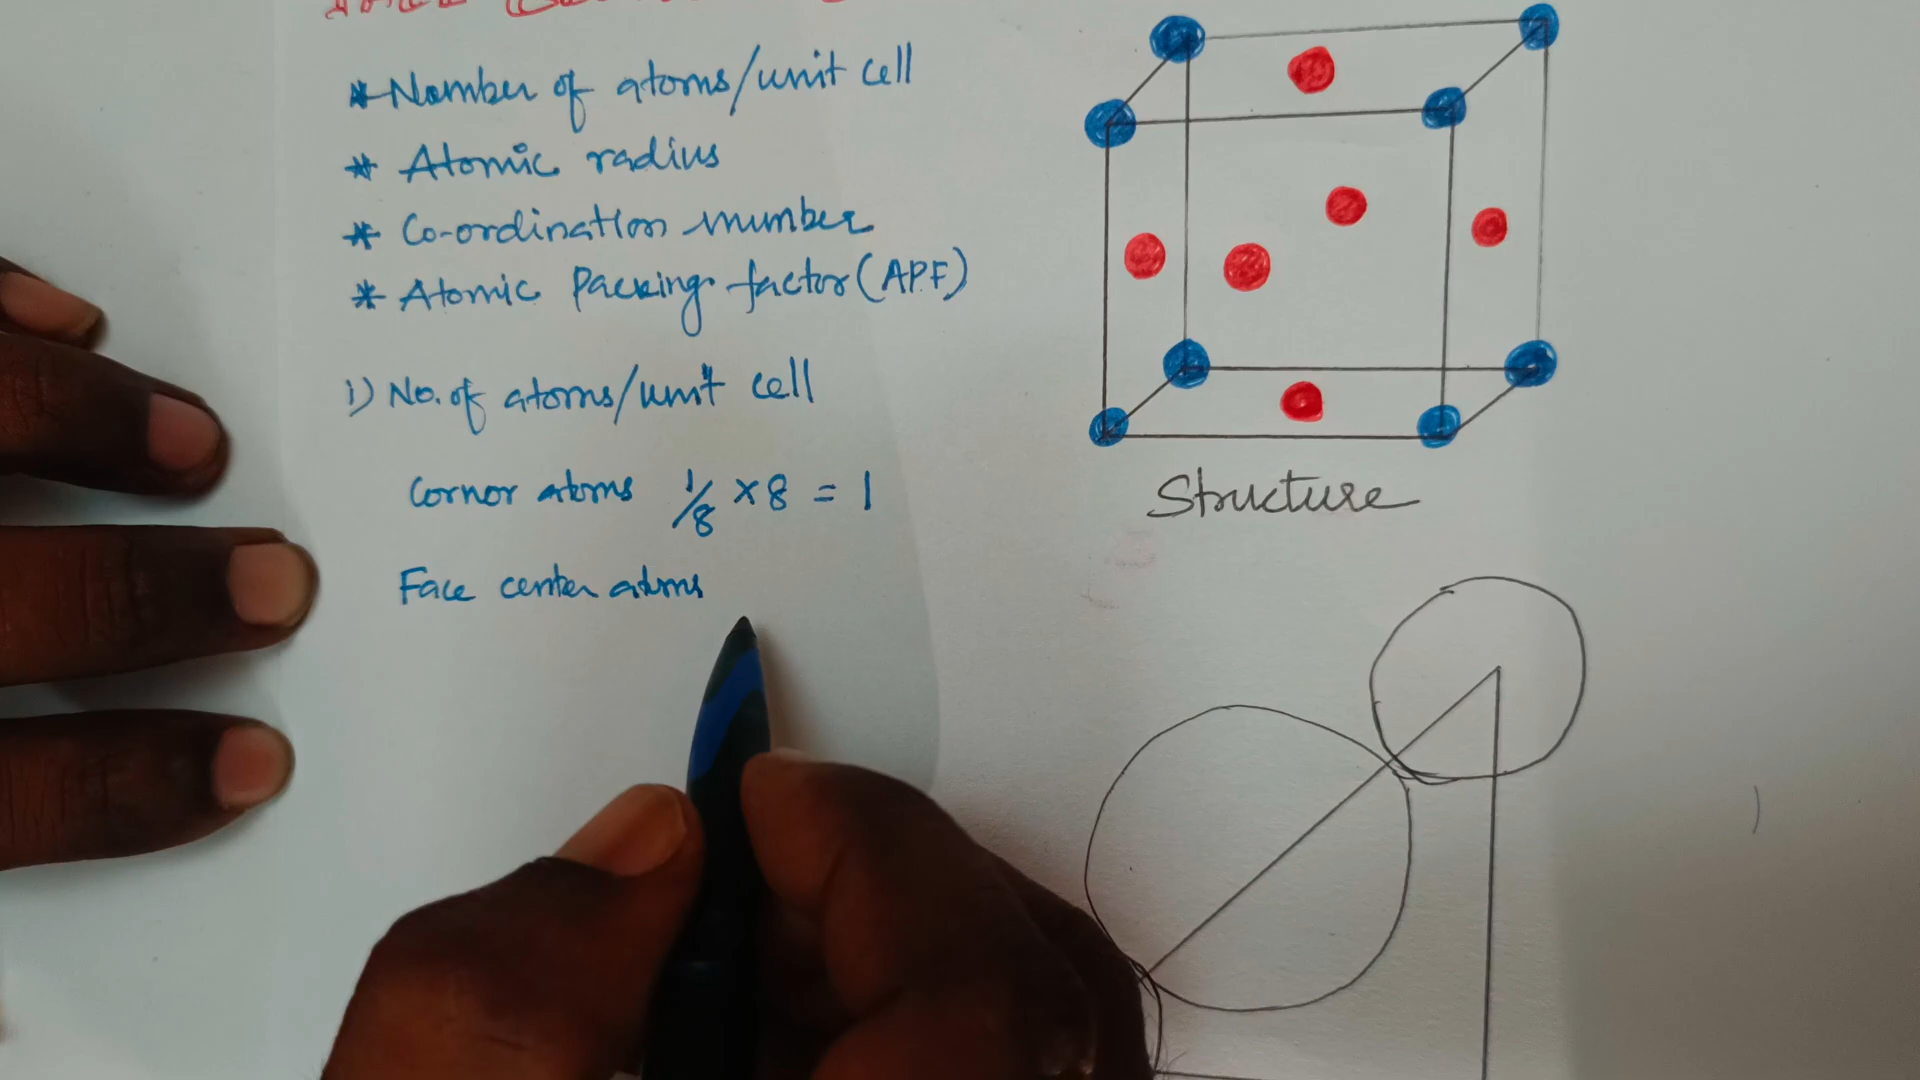 * Number of atoms/unit cell
* Atomic radius
* Co-ordination number
* Atomic Packing factor (APF)
1) No. of atoms/unit cell
Cornor atoms 1/8 × 8 = 1
Face center atoms
Structure